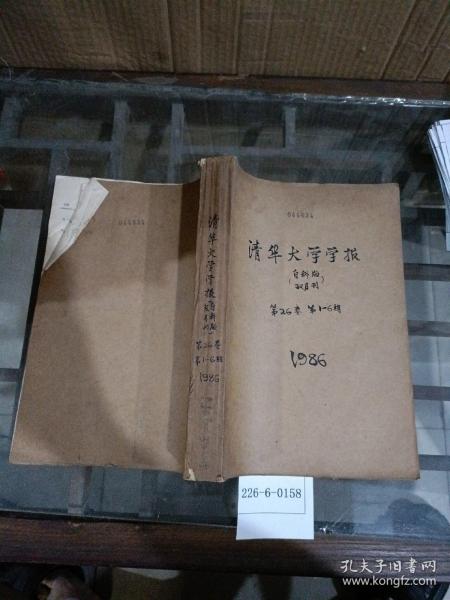 044834
清华大学学报
(自科版
双月刊)
第26卷 第1-6期
1986
清华大学学报
第26卷
第1-6期
1986
226-6-0158
孔夫子旧书网
www.kongfz.com